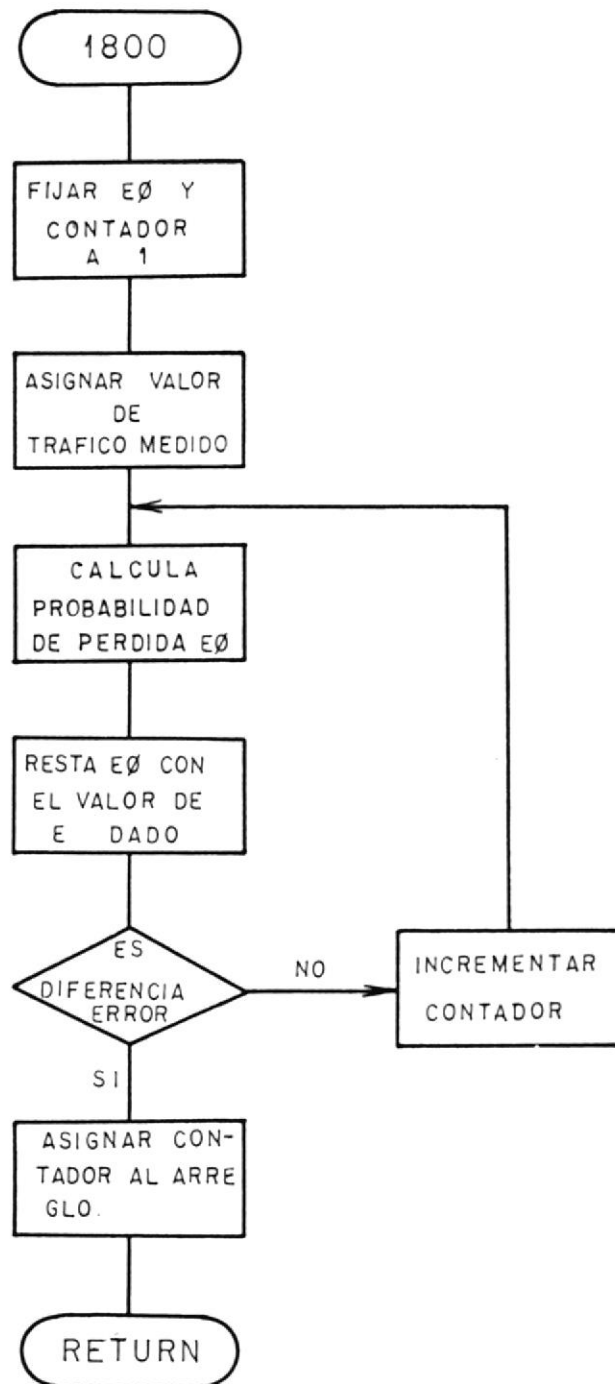 1800
FIJAR EØ Y
CONTADOR
A 1
ASIGNAR VALOR
DE
TRAFICO MEDIDO
CALCULA
PROBABILIDAD
DE PERDIDA EØ
RESTA EØ CON
EL VALOR DE
E DADO
ES
DIFERENCIA
ERROR
NO
INCREMENTAR
CONTADOR
SI
ASIGNAR CON-
TADOR AL ARRE
GLO.
RETURN